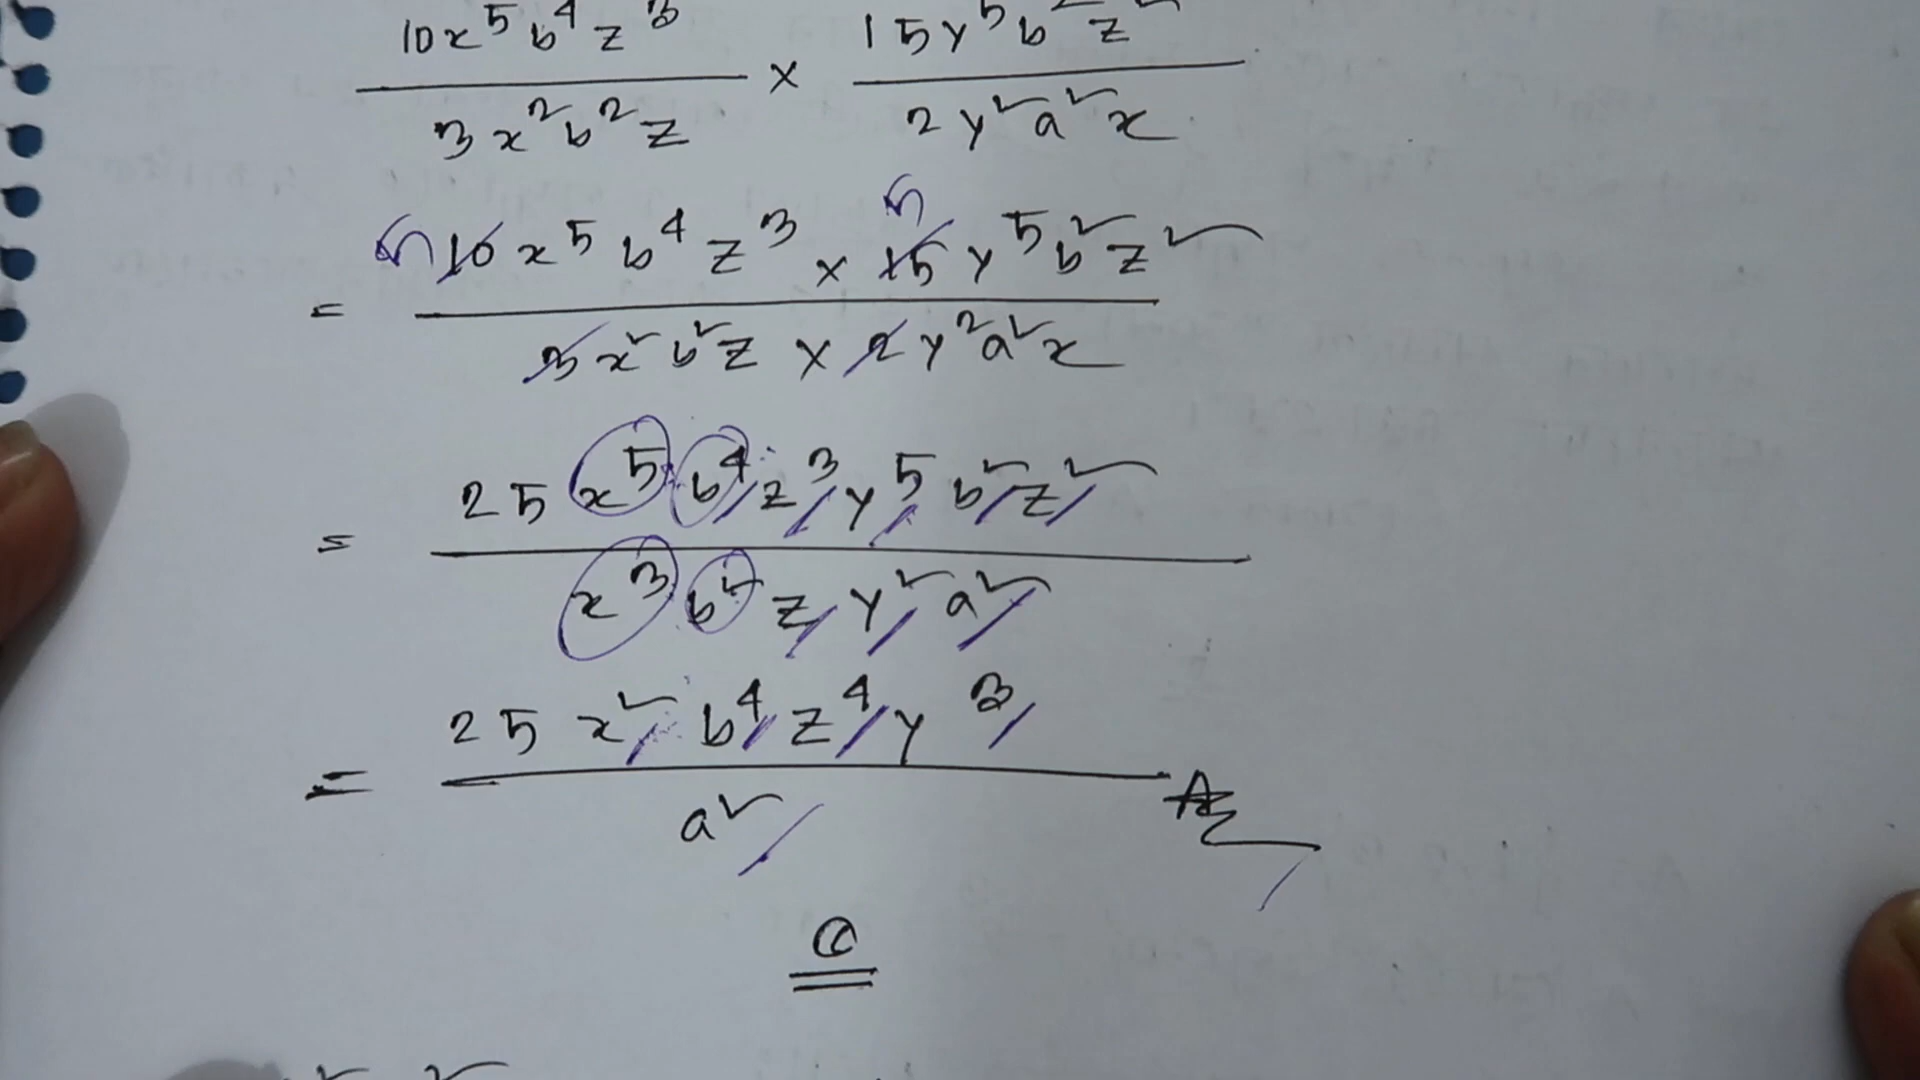 10x⁵b⁴z³ / 3x²b²z × 15y⁵b²z² / 2y²a²x
= 5 10x⁵b⁴z³ × 5 15y⁵b²z² / 3x²b²z × 2y²a²x
= 25x⁵b⁴z³y⁵b²z² / x³b²zy²a²
= 25x²b⁴z⁴y³ / a²